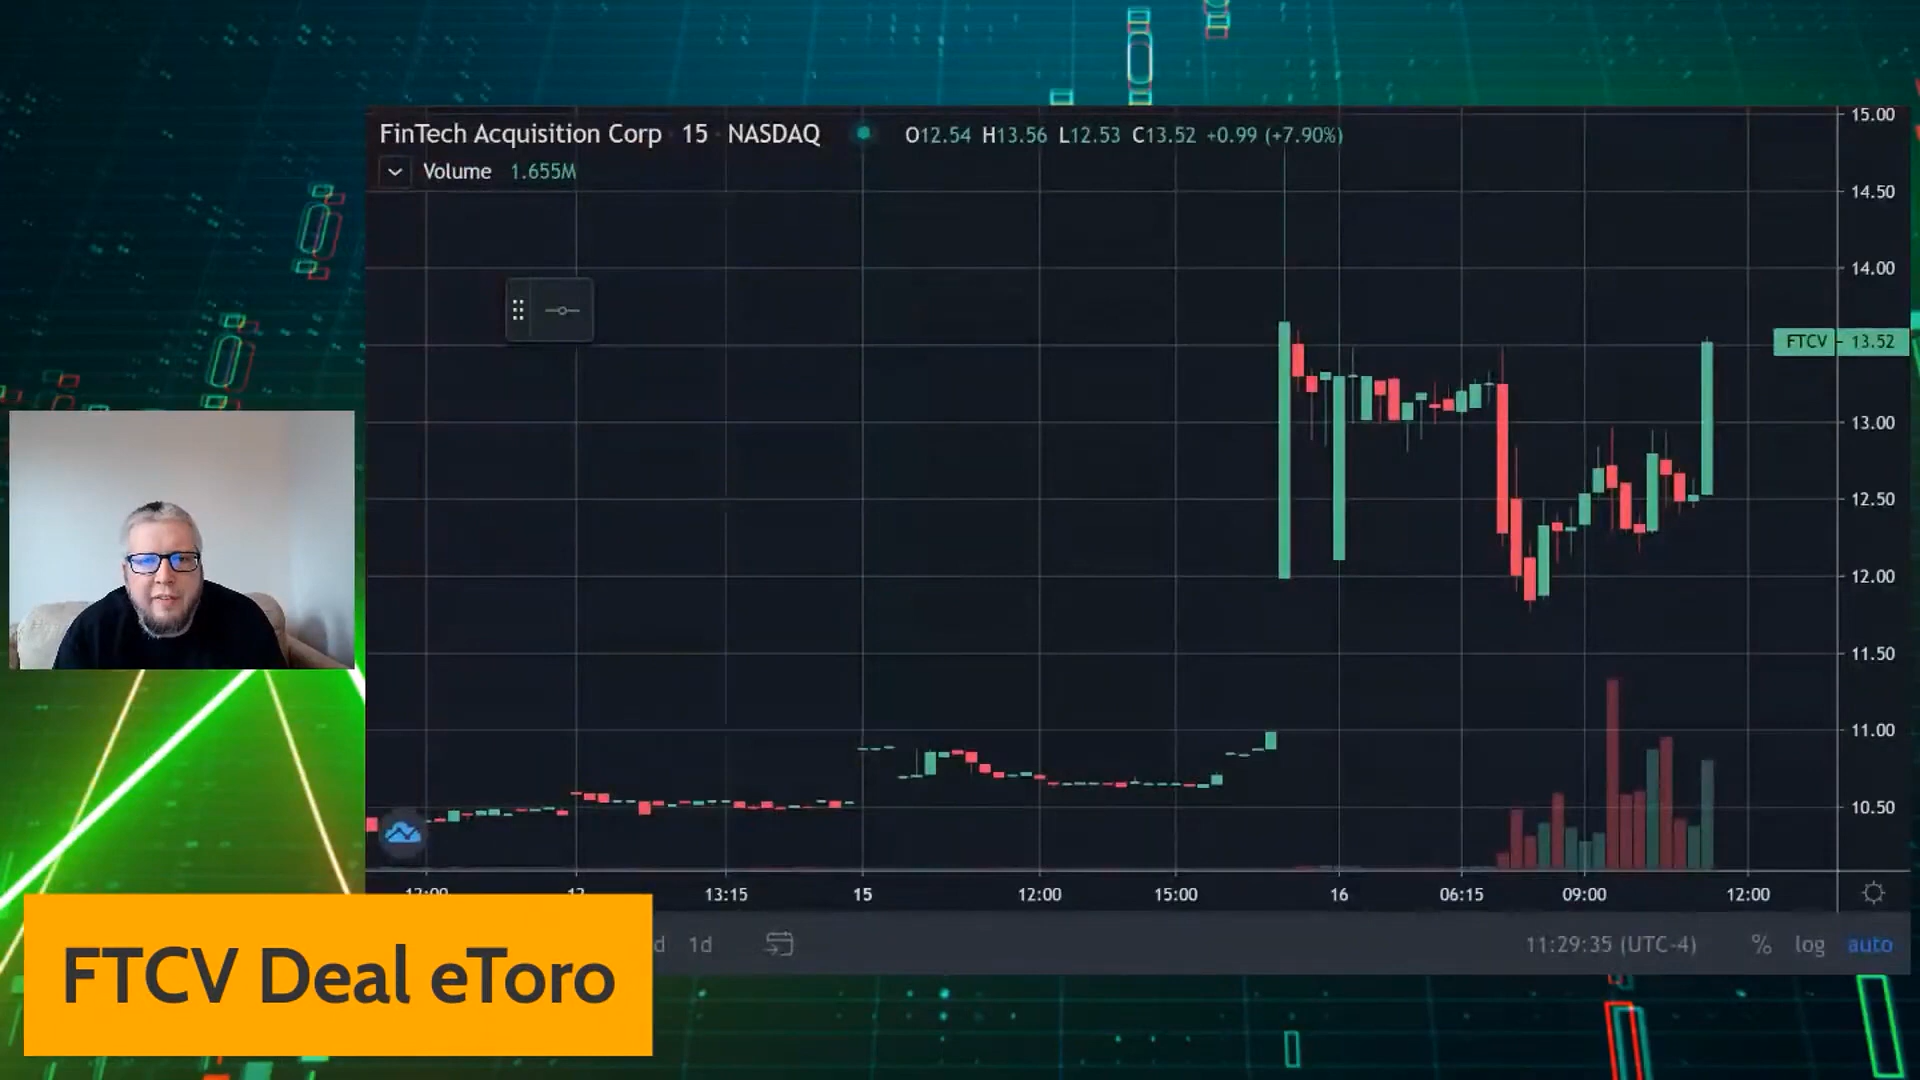 FinTech Acquisition Corp · 15 · NASDAQ O12.54 H13.56 L12.53 C13.52 +0.99 (+7.90%)
Volume 1.655M
15.00
14.50
14.00
FTCV 13.52
13.00
12.50
12.00
11.50
11.00
10.50
13:15 15 12:00 15:00 16 06:15 09:00 12:00
d 1d 11:29:35 (UTC-4) % log auto
FTCV Deal eToro